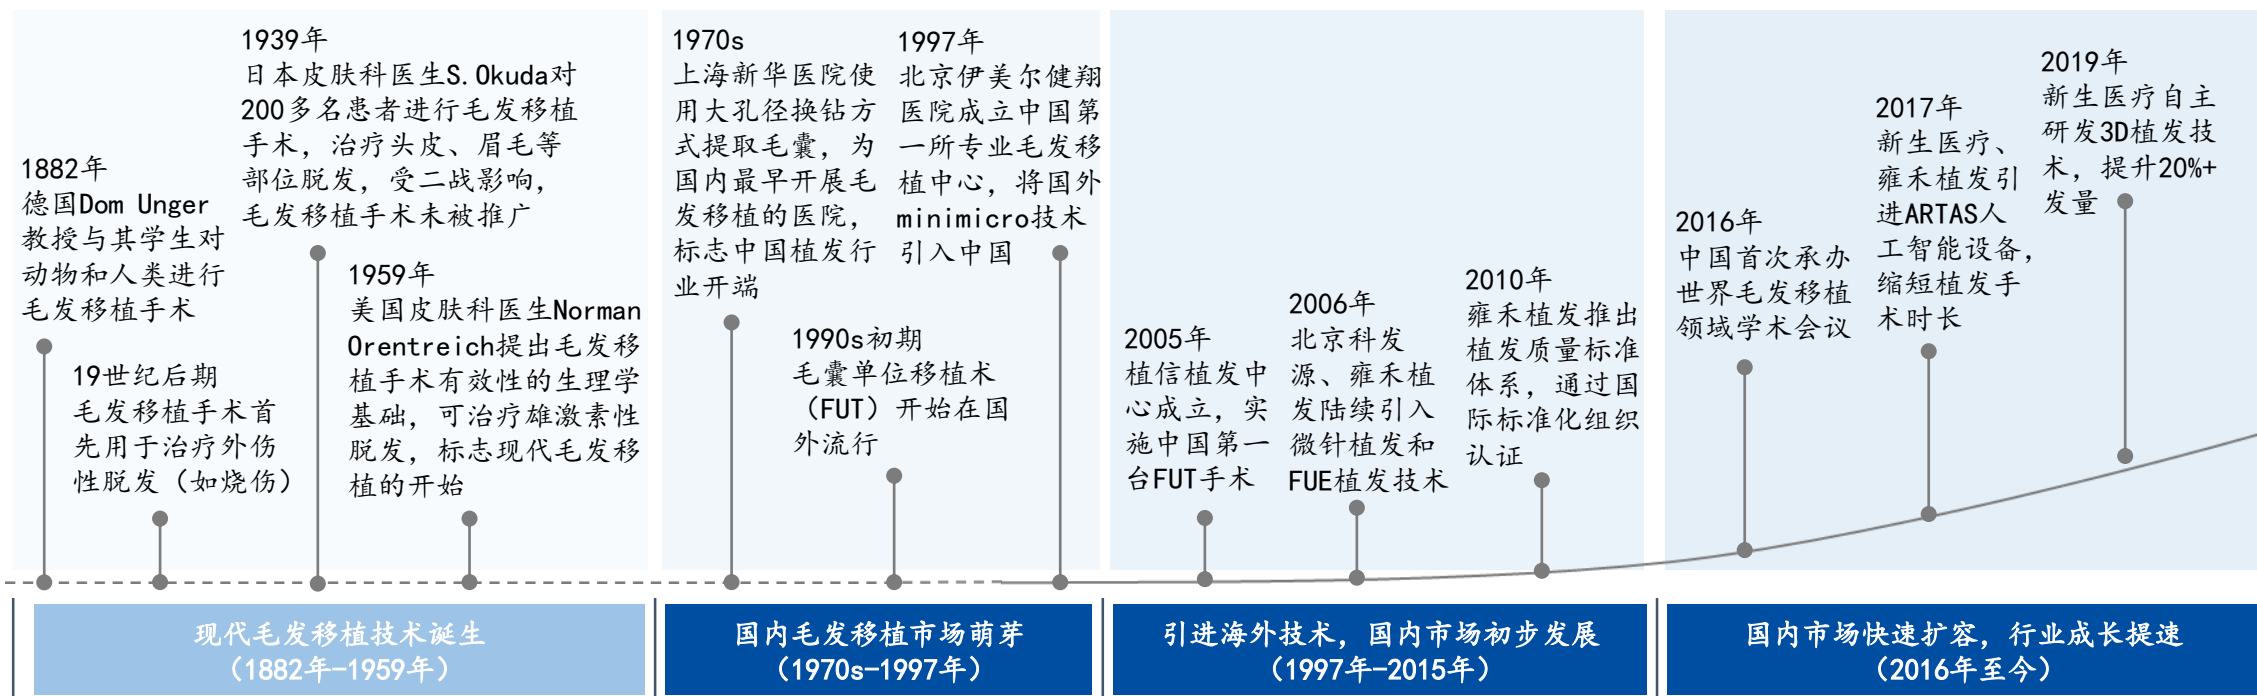 1882年
德国Dom Unger
教授与其学生对
动物和人类进行
毛发移植手术
19世纪后期
毛发移植手术首
先用于治疗外伤
性脱发（如烧伤）
1939年
日本皮肤科医生S.Okuda对
200多名患者进行毛发移植
手术，治疗头皮、眉毛等
部位脱发，受二战影响，
毛发移植手术未被推广
1959年
美国皮肤科医生Norman
Orentreich提出毛发移
植手术有效性的生理学
基础，可治疗雄激素性
脱发，标志现代毛发移
植的开始
1970s
上海新华医院使
用大孔径换钻方
式提取毛囊，为
国内最早开展毛
发移植的医院，
标志中国植发行
业开端
1990s初期
毛囊单位移植术
（FUT）开始在国
外流行
1997年
北京伊美尔健翔
医院成立中国第
一所专业毛发移
植中心，将国外
minimicro技术
引入中国
2005年
植信植发中
心成立，实
施中国第一
台FUT手术
2006年
北京科发
源、雍禾植
发陆续引入
微针植发和
FUE植发技术
2010年
雍禾植发推出
植发质量标准
体系，通过国
际标准化组织
认证
2016年
中国首次承办
世界毛发移植
领域学术会议
2017年
新生医疗、
雍禾植发引
进ARTAS人
工智能设备，
缩短植发手
术时长
2019年
新生医疗自主
研发3D植发技
术，提升20%+
发量
现代毛发移植技术诞生
（1882年-1959年）
国内毛发移植市场萌芽
（1970s-1997年）
引进海外技术，国内市场初步发展
（1997年-2015年）
国内市场快速扩容，行业成长提速
（2016年至今）